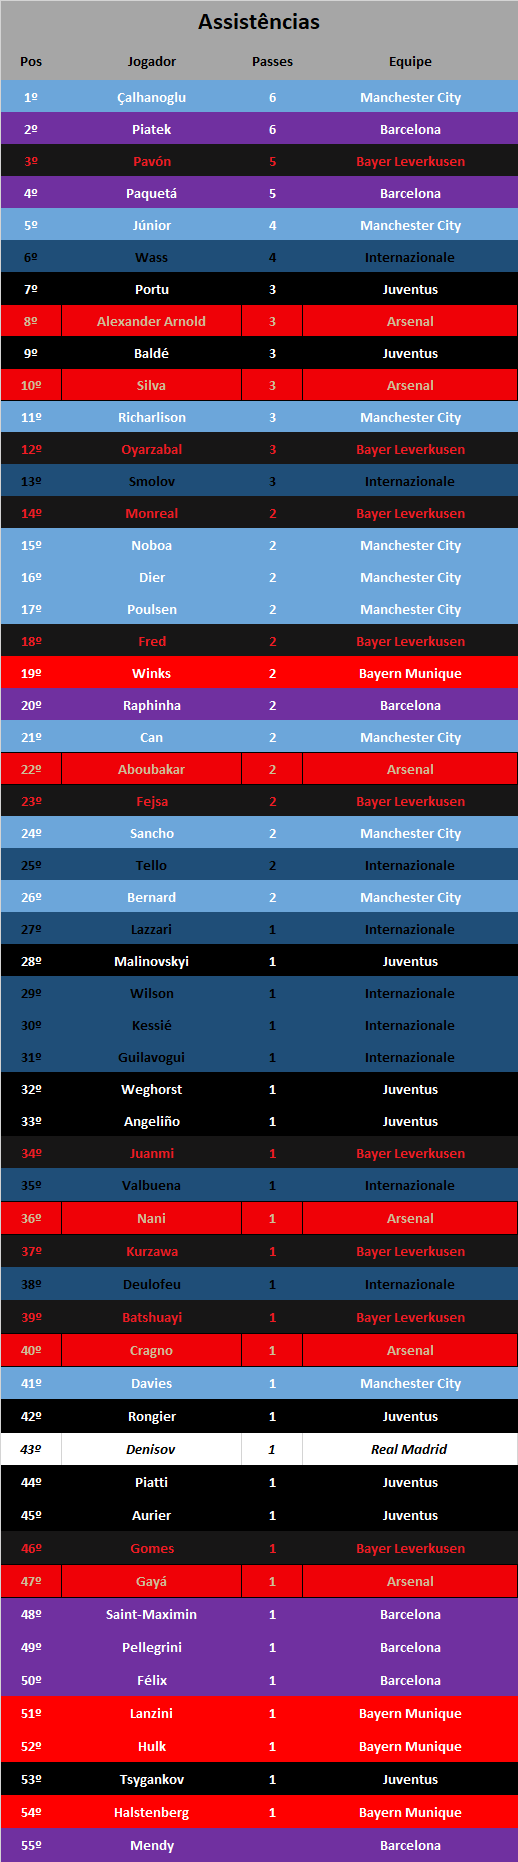 Assistências
Pos Jogador Passes Equipe
1º Çalhanoglu 6 Manchester City
2º Piatek 6 Barcelona
3º Pavón 5 Bayer Leverkusen
4º Paquetá 5 Barcelona
5º Júnior 4 Manchester City
6º Wass 4 Internazionale
7º Portu 3 Juventus
8º Alexander Arnold 3 Arsenal
9º Baldé 3 Juventus
10º Silva 3 Arsenal
11º Richarlison 3 Manchester City
12º Oyarzabal 3 Bayer Leverkusen
13º Smolov 3 Internazionale
14º Monreal 2 Bayer Leverkusen
15º Noboa 2 Manchester City
16º Dier 2 Manchester City
17º Poulsen 2 Manchester City
18º Fred 2 Bayer Leverkusen
19º Winks 2 Bayern Munique
20º Raphinha 2 Barcelona
21º Can 2 Manchester City
22º Aboubakar 2 Arsenal
23º Fejsa 2 Bayer Leverkusen
24º Sancho 2 Manchester City
25º Tello 2 Internazionale
26º Bernard 2 Manchester City
27º Lazzari 1 Internazionale
28º Malinovskyi 1 Juventus
29º Wilson 1 Internazionale
30º Kessié 1 Internazionale
31º Guilavogui 1 Internazionale
32º Weghorst 1 Juventus
33º Angeliño 1 Juventus
34º Juanmi 1 Bayer Leverkusen
35º Valbuena 1 Internazionale
36º Nani 1 Arsenal
37º Kurzawa 1 Bayer Leverkusen
38º Deulofeu 1 Internazionale
39º Batshuayi 1 Bayer Leverkusen
40º Cragno 1 Arsenal
41º Davies 1 Manchester City
42º Rongier 1 Juventus
43º Denisov 1 Real Madrid
44º Piatti 1 Juventus
45º Aurier 1 Juventus
46º Gomes 1 Bayer Leverkusen
47º Gayá 1 Arsenal
48º Saint-Maximin 1 Barcelona
49º Pellegrini 1 Barcelona
50º Félix 1 Barcelona
51º Lanzini 1 Bayern Munique
52º Hulk 1 Bayern Munique
53º Tsygankov 1 Juventus
54º Halstenberg 1 Bayern Munique
55º Mendy Barcelona